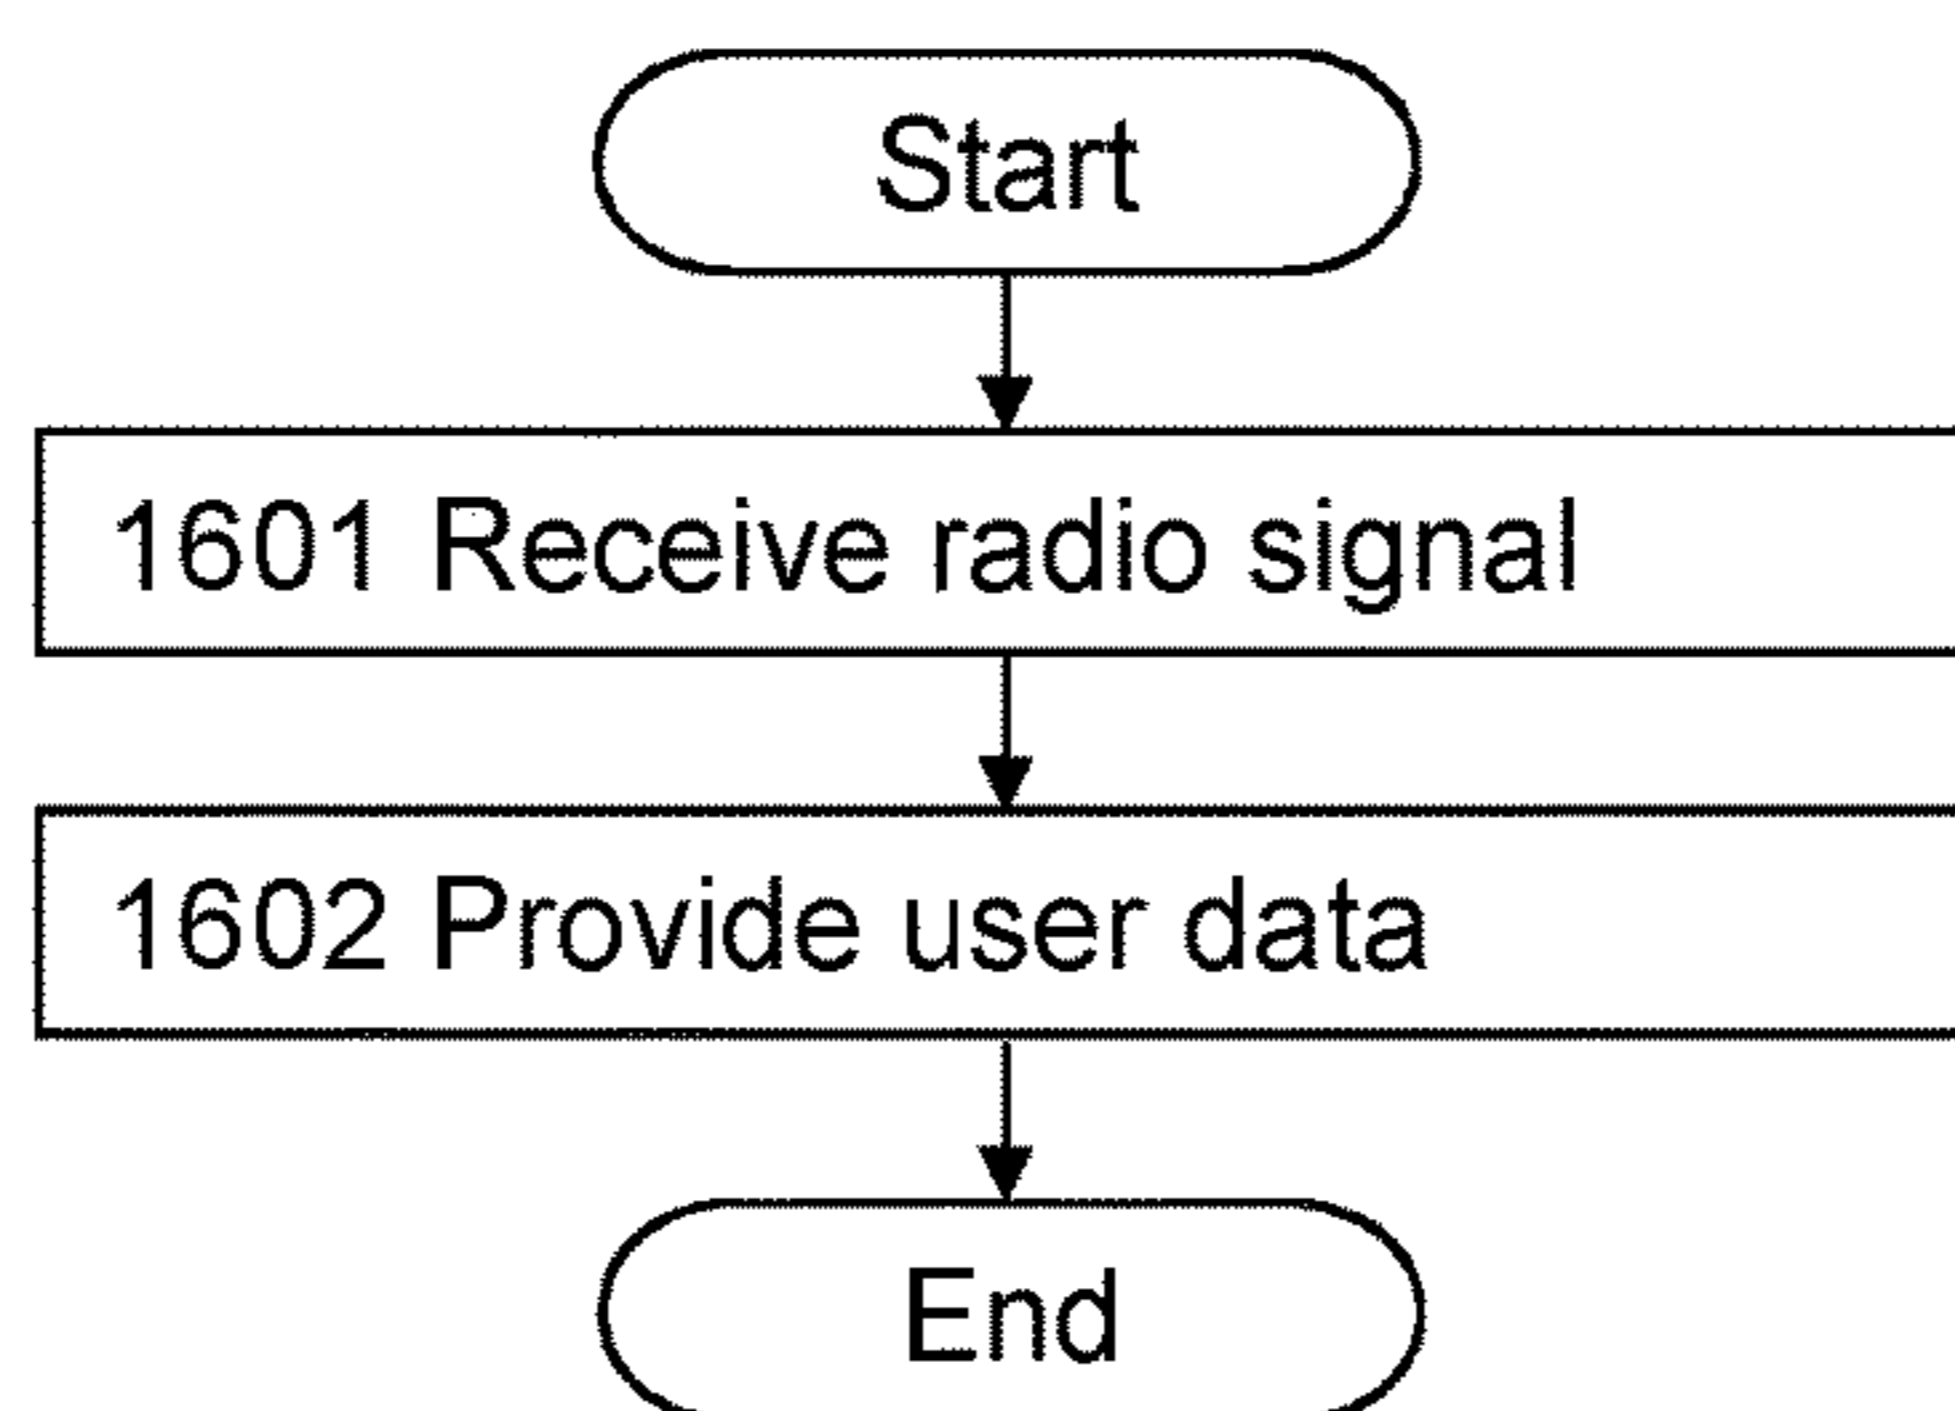 Start
1601 Receive radio signal
1602 Provide user data
End